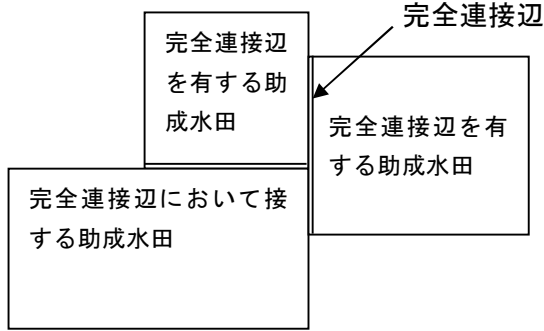 完全連接辺
完全連接辺
を有する助
成水田
完全連接辺を有
する助成水田
完全連接辺において接
する助成水田